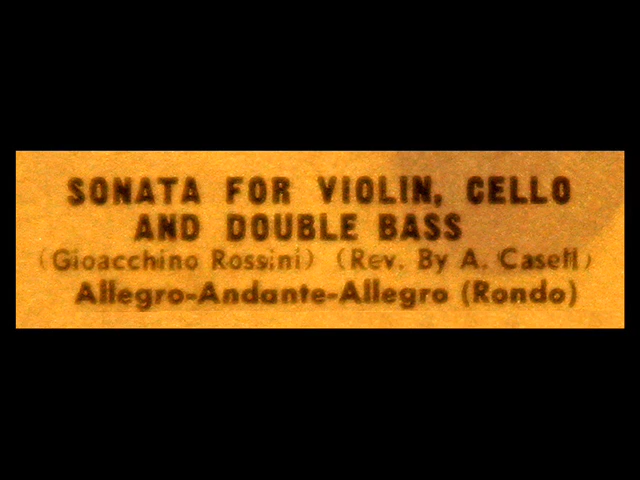 SONATA FOR VIOLIN, CELLO
AND DOUBLE BASS
(Gioacchino Rossini) (Rev. By A. Casell)
Allegro-Andante-Allegro (Rondo)